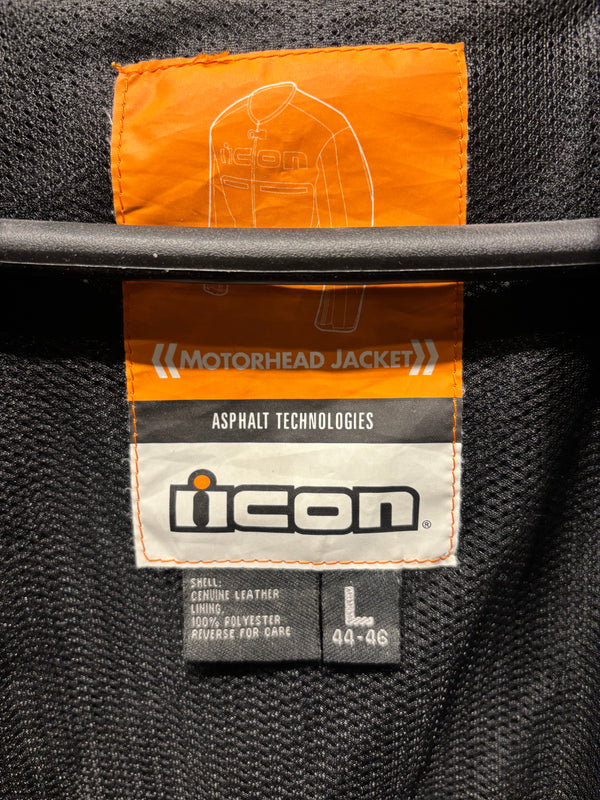 icon
«MOTORHEAD JACKET»
ASPHALT TECHNOLOGIES
icon®
SHELL:
GENUINE LEATHER
LINING,
100% POLYESTER
REVERSE FOR CARE
L
44-46